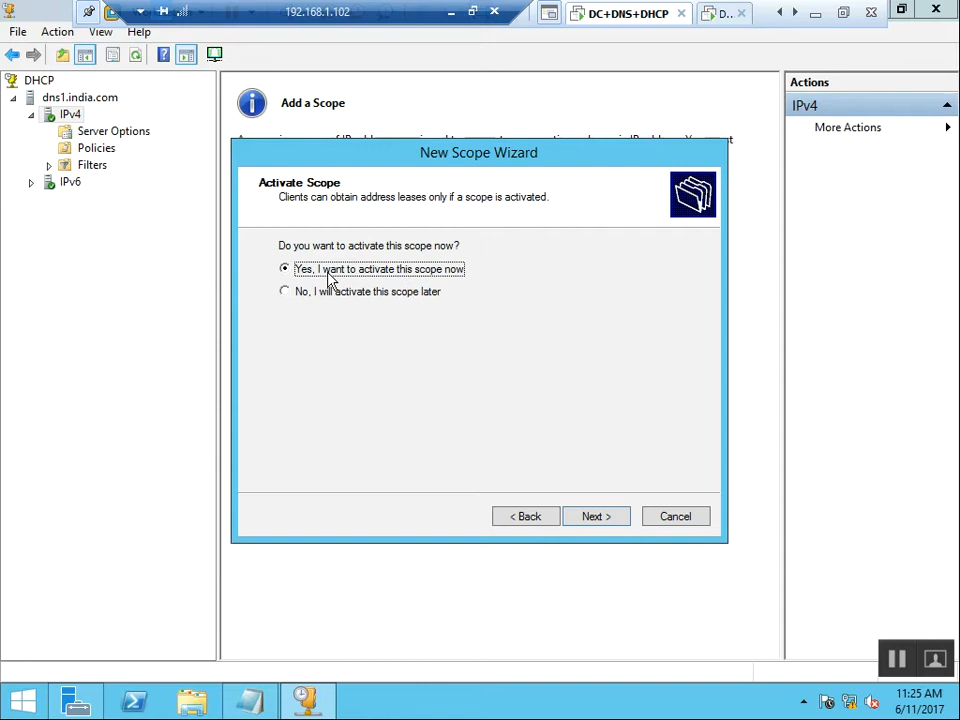 192.168.1.102
DC+DNS+DHCP
D..
File Action View Help
DHCP
dns1.india.com
IPv4
Server Options
Policies
Filters
IPv6
Add a Scope
New Scope Wizard
Activate Scope
Clients can obtain address leases only if a scope is activated.
Do you want to activate this scope now?
Yes, I want to activate this scope now
No, I will activate this scope later
< Back Next > Cancel
Actions
IPv4
More Actions
11:25 AM
6/11/2017